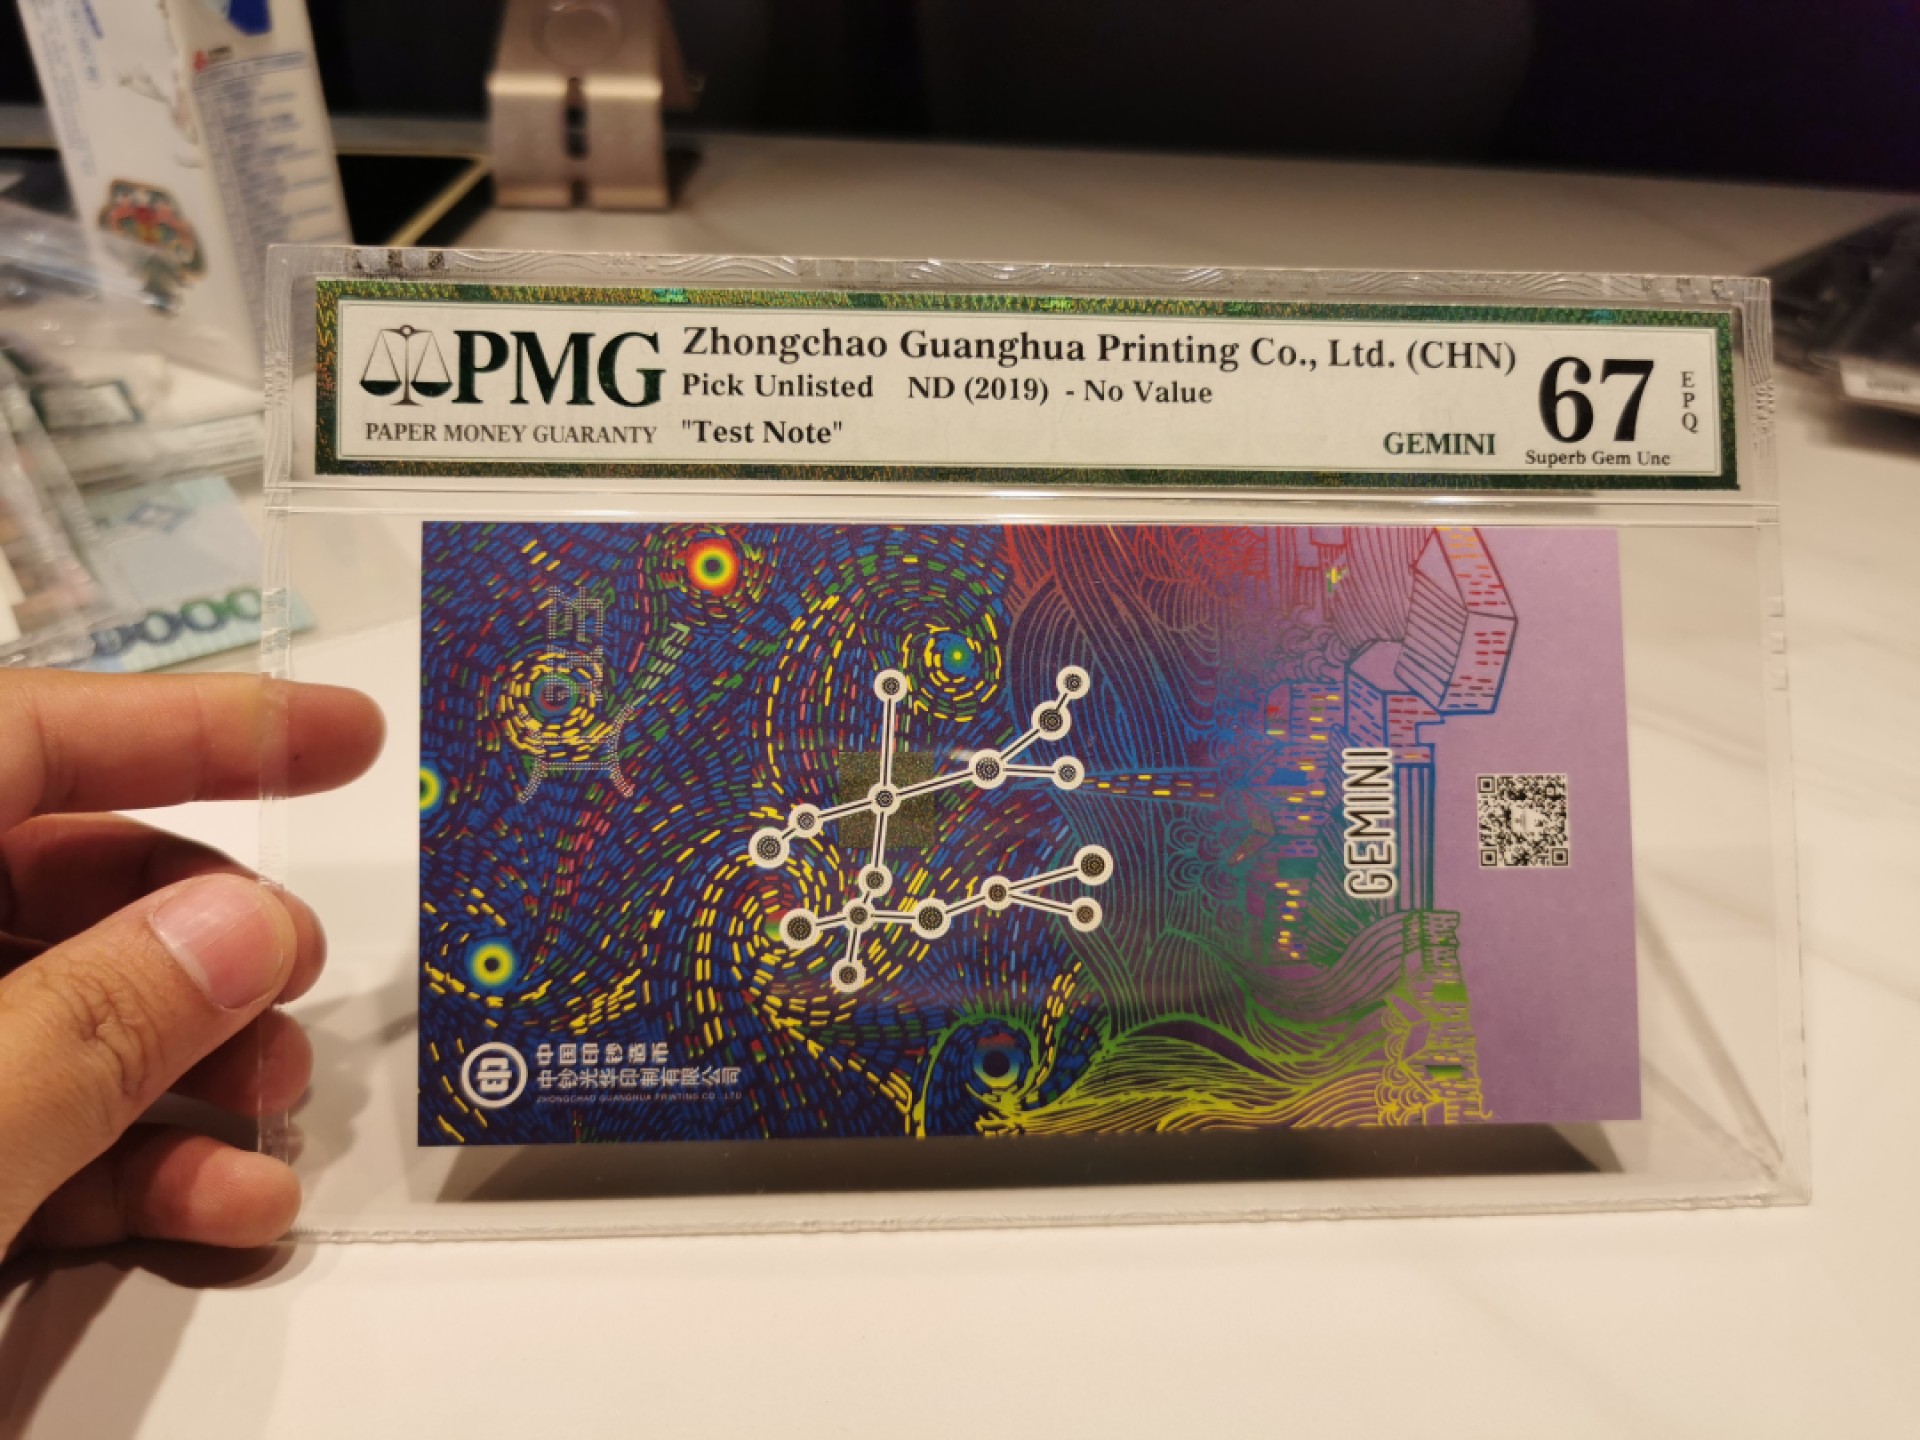 PMG
PAPER MONEY GUARANTY
Zhongchao Guanghua Printing Co., Ltd. (CHN)
Pick Unlisted ND (2019) - No Value
"Test Note"
GEMINI
67
EPQ
Superb Gem Unc
GEMINI
中国印钞造币
中钞光华印制有限公司
ZHONGCHAO GUANGHUA PRINTING CO., LTD
000